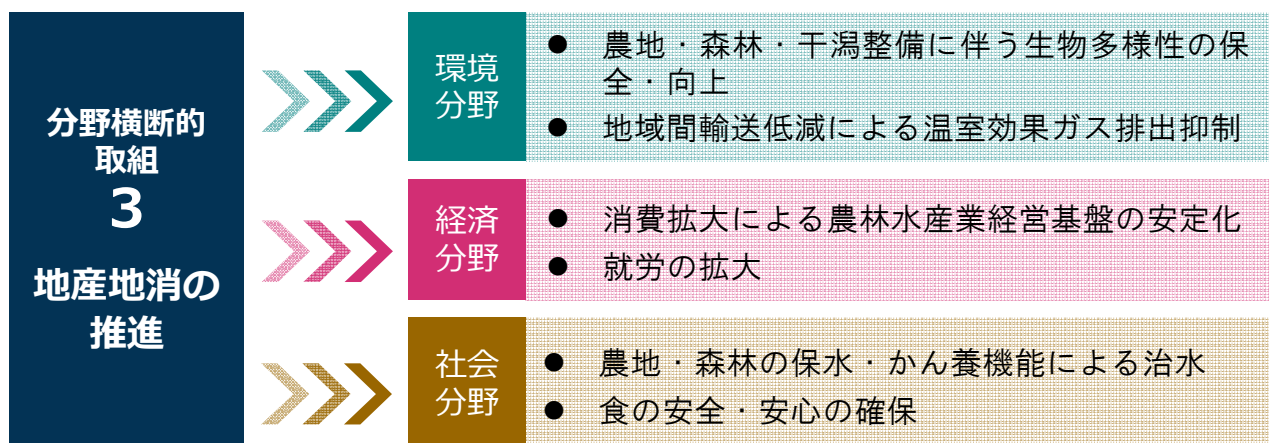 分野横断的
取組
3
地産地消の
推進
環境
分野
● 農地・森林・干潟整備に伴う生物多様性の保
全・向上
● 地域間輸送低減による温室効果ガス排出抑制
経済
分野
● 消費拡大による農林水産業経営基盤の安定化
● 就労の拡大
社会
分野
● 農地・森林の保水・かん養機能による治水
● 食の安全・安心の確保